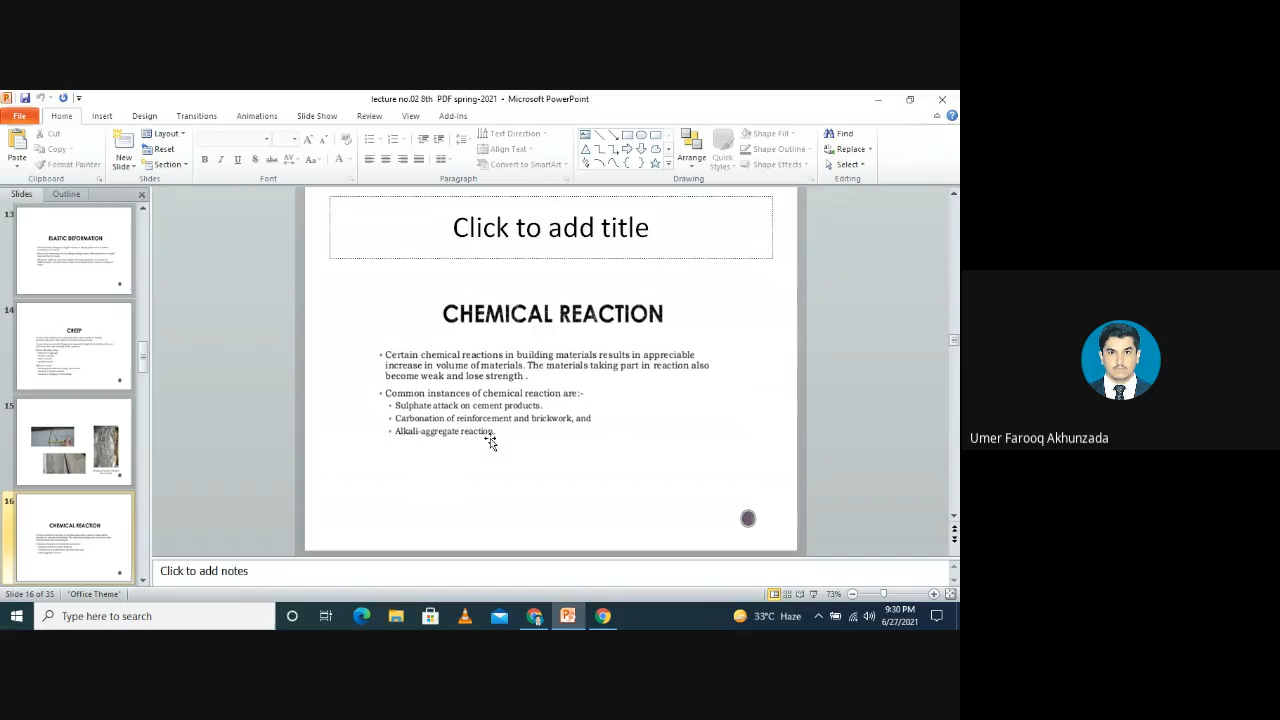 lecture no.02 8th PDF spring-2021 - Microsoft PowerPoint
File Home Insert Design Transitions Animations Slide Show Review View Add-Ins
Cut Layout Text Direction Shape Fill Find
Paste Copy New Slide Reset Align Text Arrange Quick Styles Shape Outline Replace
Format Painter Section Convert to SmartArt Shape Effects Select
Clipboard Slides Font Paragraph Drawing Editing
Slides Outline
13
ELASTIC DEFORMATION
14
CREEP
15
16
CHEMICAL REACTION
Click to add title
CHEMICAL REACTION
• Certain chemical reactions in building materials results in appreciable
increase in volume of materials. The materials taking part in reaction also
become weak and lose strength .
• Common instances of chemical reaction are:-
• Sulphate attack on cement products.
• Carbonation of reinforcement and brickwork, and
• Alkali-aggregate reaction.
Click to add notes
Slide 16 of 35 "Office Theme" 73%
Type here to search 33°C Haze 9:30 PM
6/27/2021
Umer Farooq Akhunzada